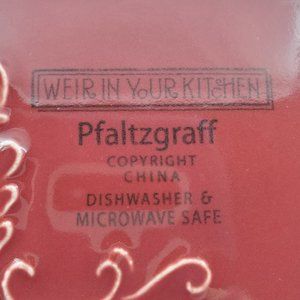 WEIR IN YOUR KITCHEN
Pfaltzgraff
COPYRIGHT
CHINA
DISHWASHER &
MICROWAVE SAFE